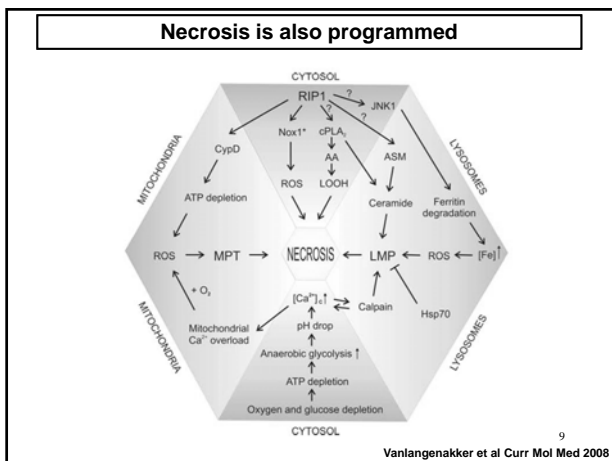 Necrosis is also programmed
CYTOSOL
RIP1
?
JNK1
?
?
Nox1*
cPLA₂
CypD
AA
ASM
MITOCHONDRIA
LYSOSOMES
ATP depletion
ROS
LOOH
Ceramide
Ferritin
degradation
ROS
MPT
NECROSIS
LMP
ROS
[Fe]↑
+ O₂
[Ca²⁺]c↑
Calpain
Hsp70
Mitochondrial
Ca²⁺ overload
pH drop
Anaerobic glycolysis ↑
MITOCHONDRIA
LYSOSOMES
ATP depletion
Oxygen and glucose depletion
CYTOSOL
9
Vanlangenakker et al Curr Mol Med 2008